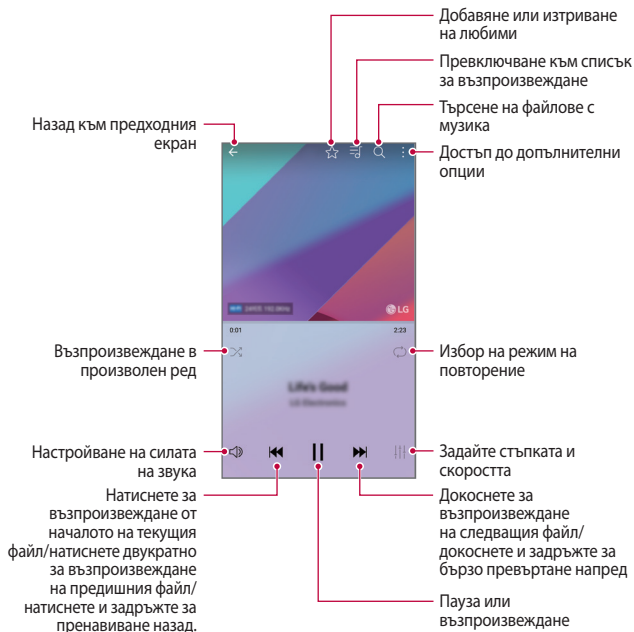 Добавяне или изтриване
на любими
Превключване към списък
за възпроизвеждане
Търсене на файлове с
музика
Достъп до допълнителни
опции
Назад към предходния
екран
LG
0:01
2:23
Възпроизвеждане в
произволен ред
Избор на режим на
повторение
Life's Good
LG Electronics
Настройване на силата
на звука
Задайте стъпката и
скоростта
Натиснете за
възпроизвеждане от
началото на текущия
файл/натиснете двукратно
за възпроизвеждане
на предишния файл/
натиснете и задръжте за
пренавиване назад.
Докоснете за
възпроизвеждане
на следващия файл/
докоснете и задръжте за
бързо превъртане напред
Пауза или
възпроизвеждане